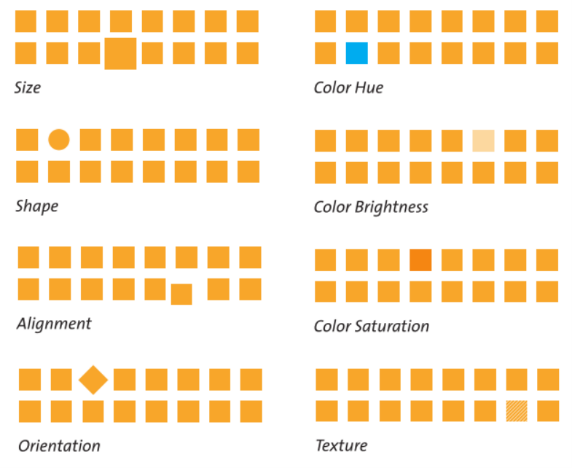 Size
Color Hue
Shape
Color Brightness
Alignment
Color Saturation
Orientation
Texture